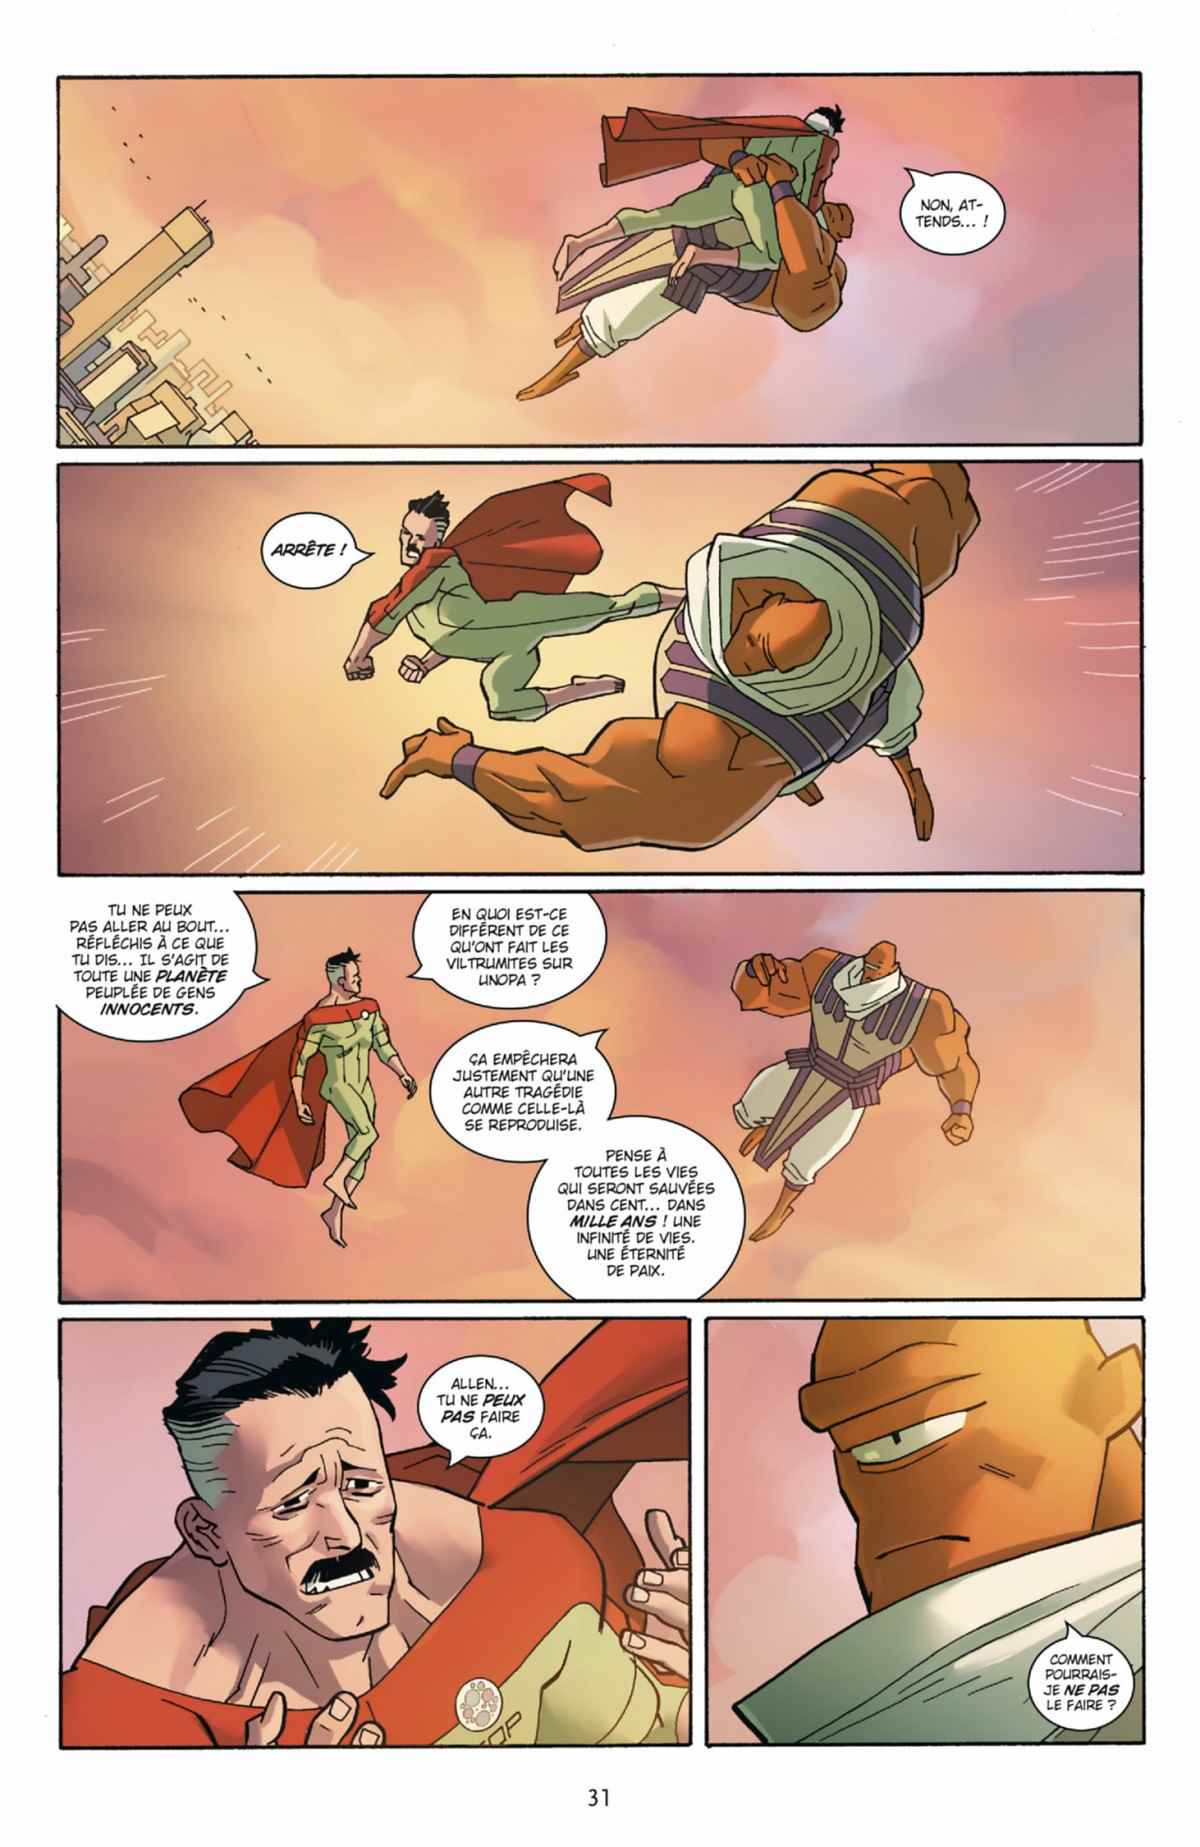 NON, AT-
TENDS... !
ARRÊTE !
TU NE PEUX
PAS ALLER AU BOUT...
RÉFLÉCHIS À CE QUE
TU DIS... IL S'AGIT DE
TOUTE UNE PLANÈTE
PEUPLÉE DE GENS
INNOCENTS.
EN QUOI EST-CE
DIFFÉRENT DE CE
QU'ONT FAIT LES
VILTRUMITES SUR
UNOPA ?
ÇA EMPÊCHERA
JUSTEMENT QU'UNE
AUTRE TRAGÉDIE
COMME CELLE-LÀ
SE REPRODUISE.
PENSE À
TOUTES LES VIES
QUI SERONT SAUVÉES
DANS CENT... DANS
MILLE ANS ! UNE
INFINITÉ DE VIES.
UNE ÉTERNITÉ
DE PAIX.
ALLEN...
TU NE PEUX
PAS FAIRE
ÇA.
COMMENT
POURRAIS-
JE NE PAS
LE FAIRE ?
31